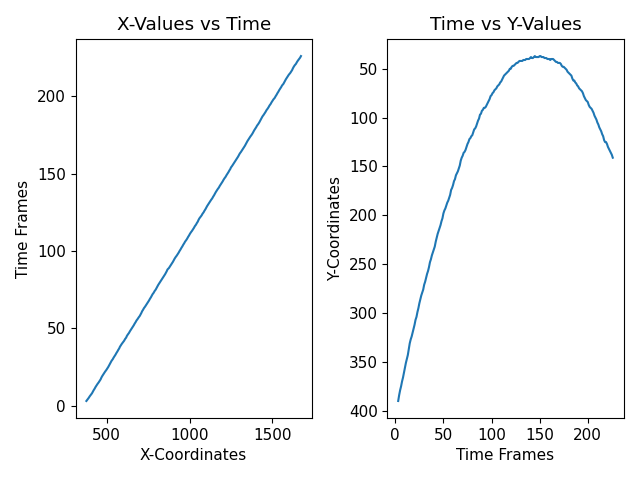 X-Values vs Time
Time Frames
200
150
100
50
0
500 1000 1500
X-Coordinates
Time vs Y-Values
Y-Coordinates
50
100
150
200
250
300
350
400
0 50 100 150 200
Time Frames